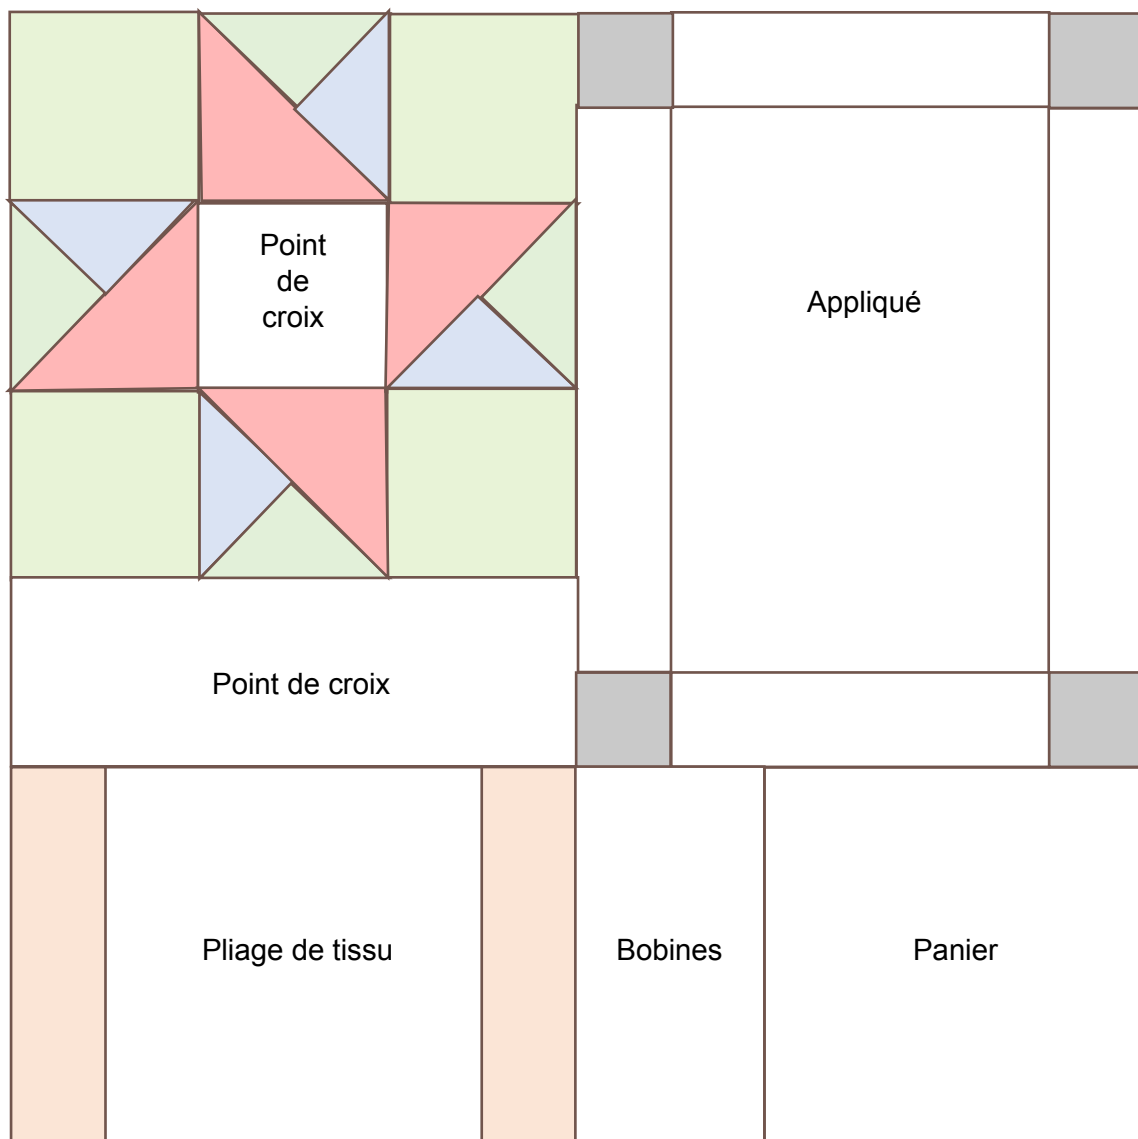 Point
de
croix
Appliqué
Point de croix
Pliage de tissu
Bobines
Panier